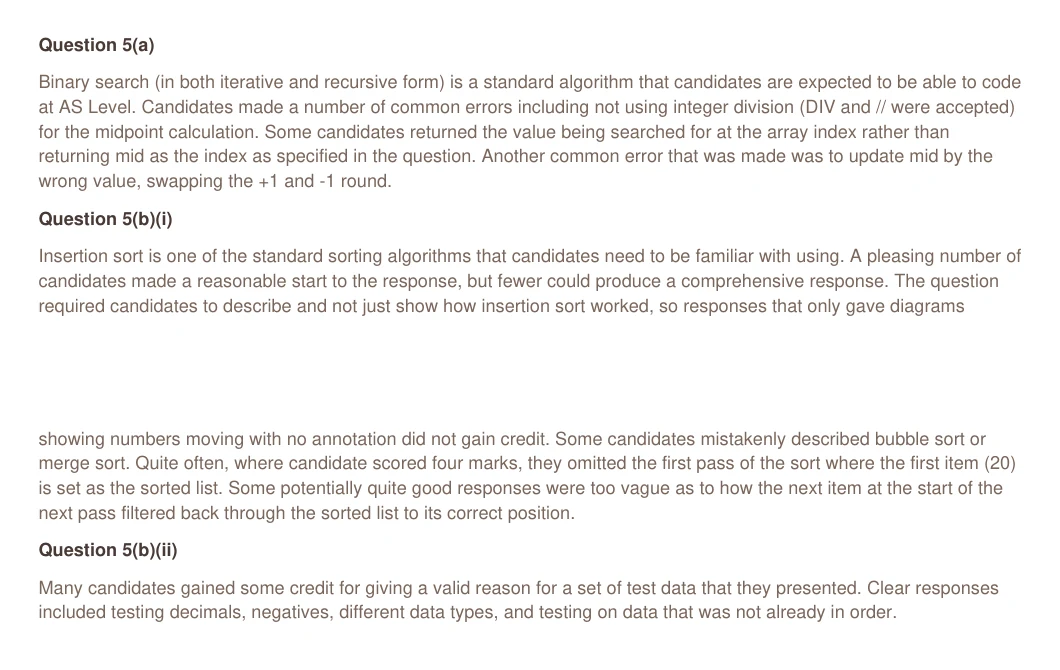 Question 5(a)
Binary search (in both iterative and recursive form) is a standard algorithm that candidates are expected to be able to code
at AS Level. Candidates made a number of common errors including not using integer division (DIV and // were accepted)
for the midpoint calculation. Some candidates returned the value being searched for at the array index rather than
returning mid as the index as specified in the question. Another common error that was made was to update mid by the
wrong value, swapping the +1 and -1 round.
Question 5(b)(i)
Insertion sort is one of the standard sorting algorithms that candidates need to be familiar with using. A pleasing number of
candidates made a reasonable start to the response, but fewer could produce a comprehensive response. The question
required candidates to describe and not just show how insertion sort worked, so responses that only gave diagrams
showing numbers moving with no annotation did not gain credit. Some candidates mistakenly described bubble sort or
merge sort. Quite often, where candidate scored four marks, they omitted the first pass of the sort where the first item (20)
is set as the sorted list. Some potentially quite good responses were too vague as to how the next item at the start of the
next pass filtered back through the sorted list to its correct position.
Question 5(b)(ii)
Many candidates gained some credit for giving a valid reason for a set of test data that they presented. Clear responses
included testing decimals, negatives, different data types, and testing on data that was not already in order.